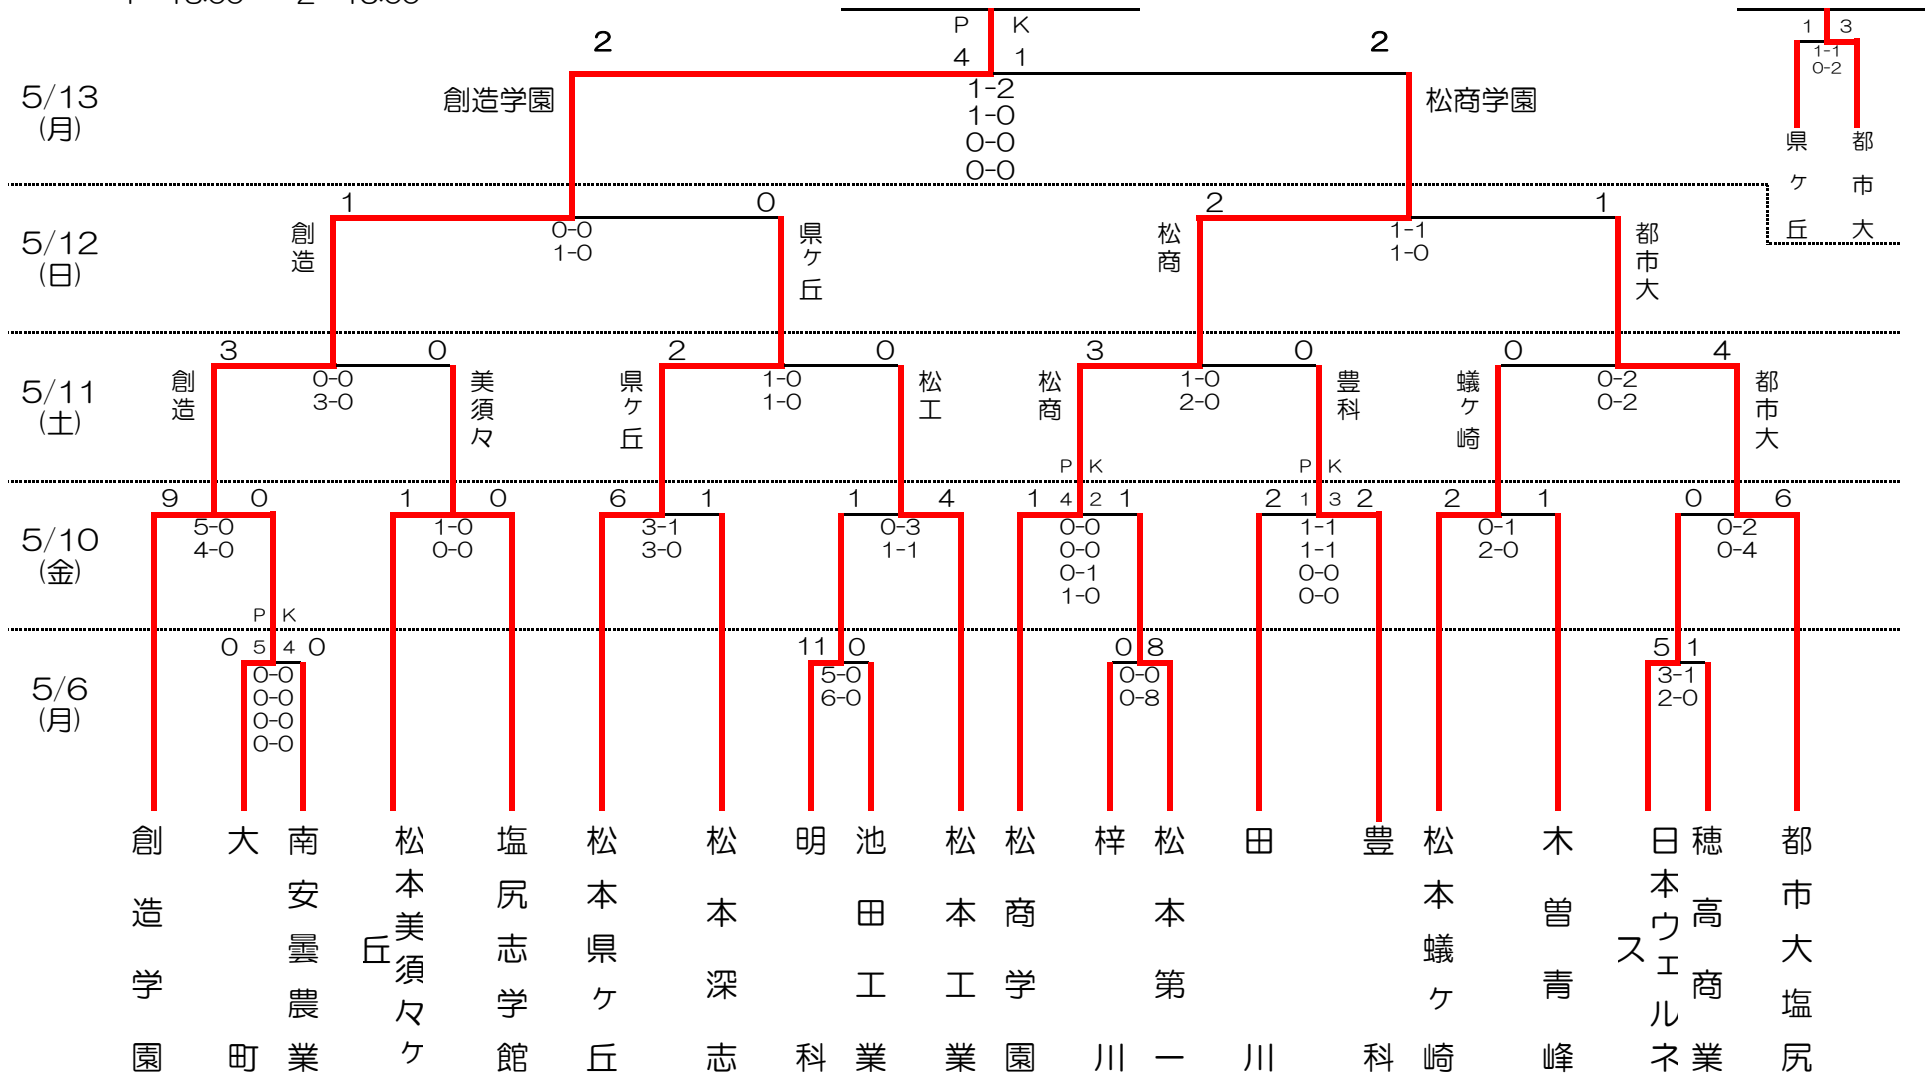 P K
2 2
4 1
1 3
1-1
0-2
5/13
(月)
創造学園
松商学園
1-2
1-0
0-0
0-0
県ヶ丘
都市大
1 0 2 1
5/12
(日)
創造
0-0
1-0
県ヶ丘
松商
1-1
1-0
都市大
3 0 2 0 3 0 0 4
5/11
(土)
創造
0-0
3-0
美須々
県ヶ丘
1-0
1-0
松工
松商
1-0
2-0
豊科
蟻ヶ崎
0-2
0-2
都市大
P K P K
9 0 1 0 6 1 1 4 1 4 2 1 2 1 3 2 2 1 0 6
5/10
(金)
5-0
4-0
1-0
0-0
3-1
3-0
0-3
1-1
0-0
0-0
0-1
1-0
1-1
1-1
0-0
0-0
0-1
2-0
0-2
0-4
P K
0 5 4 0 11 0 0 8 5 1
5/6
(月)
0-0
0-0
0-0
0-0
5-0
6-0
0-0
0-8
3-1
2-0
創造学園
大町
南安曇農業
松本美須々ケ丘
塩尻志学館
松本県ケ丘
松本深志
明科
池田工業
松本工業
松商学園
梓川
松本第一
田川
豊科
松本蟻ケ崎
木曽青峰
日本ウェルネス
穂高商業
都市大塩尻